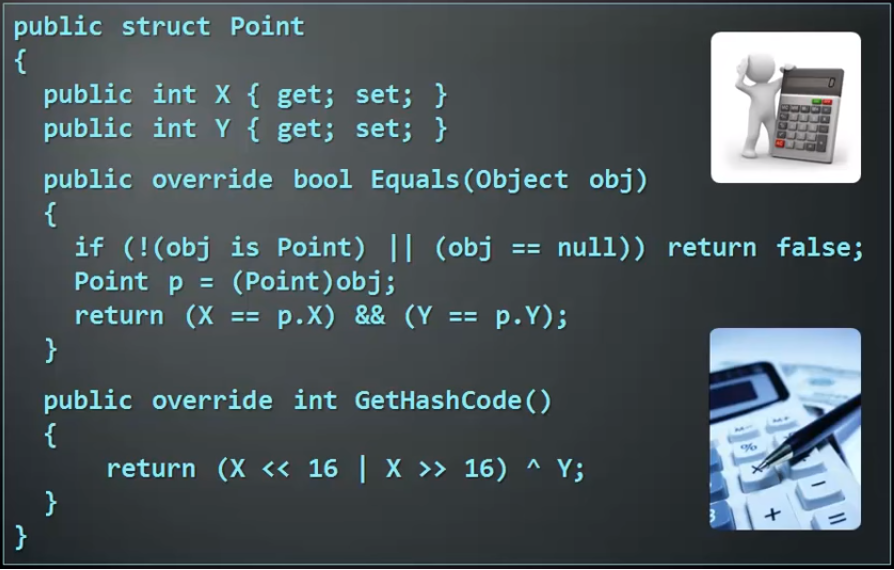 public struct Point
{
public int X { get; set; }
public int Y { get; set; }
public override bool Equals(Object obj)
{
if (!(obj is Point) || (obj == null)) return false;
Point p = (Point)obj;
return (X == p.X) && (Y == p.Y);
}
public override int GetHashCode()
{
return (X << 16 | X >> 16) ^ Y;
}
}
0
%
+
=